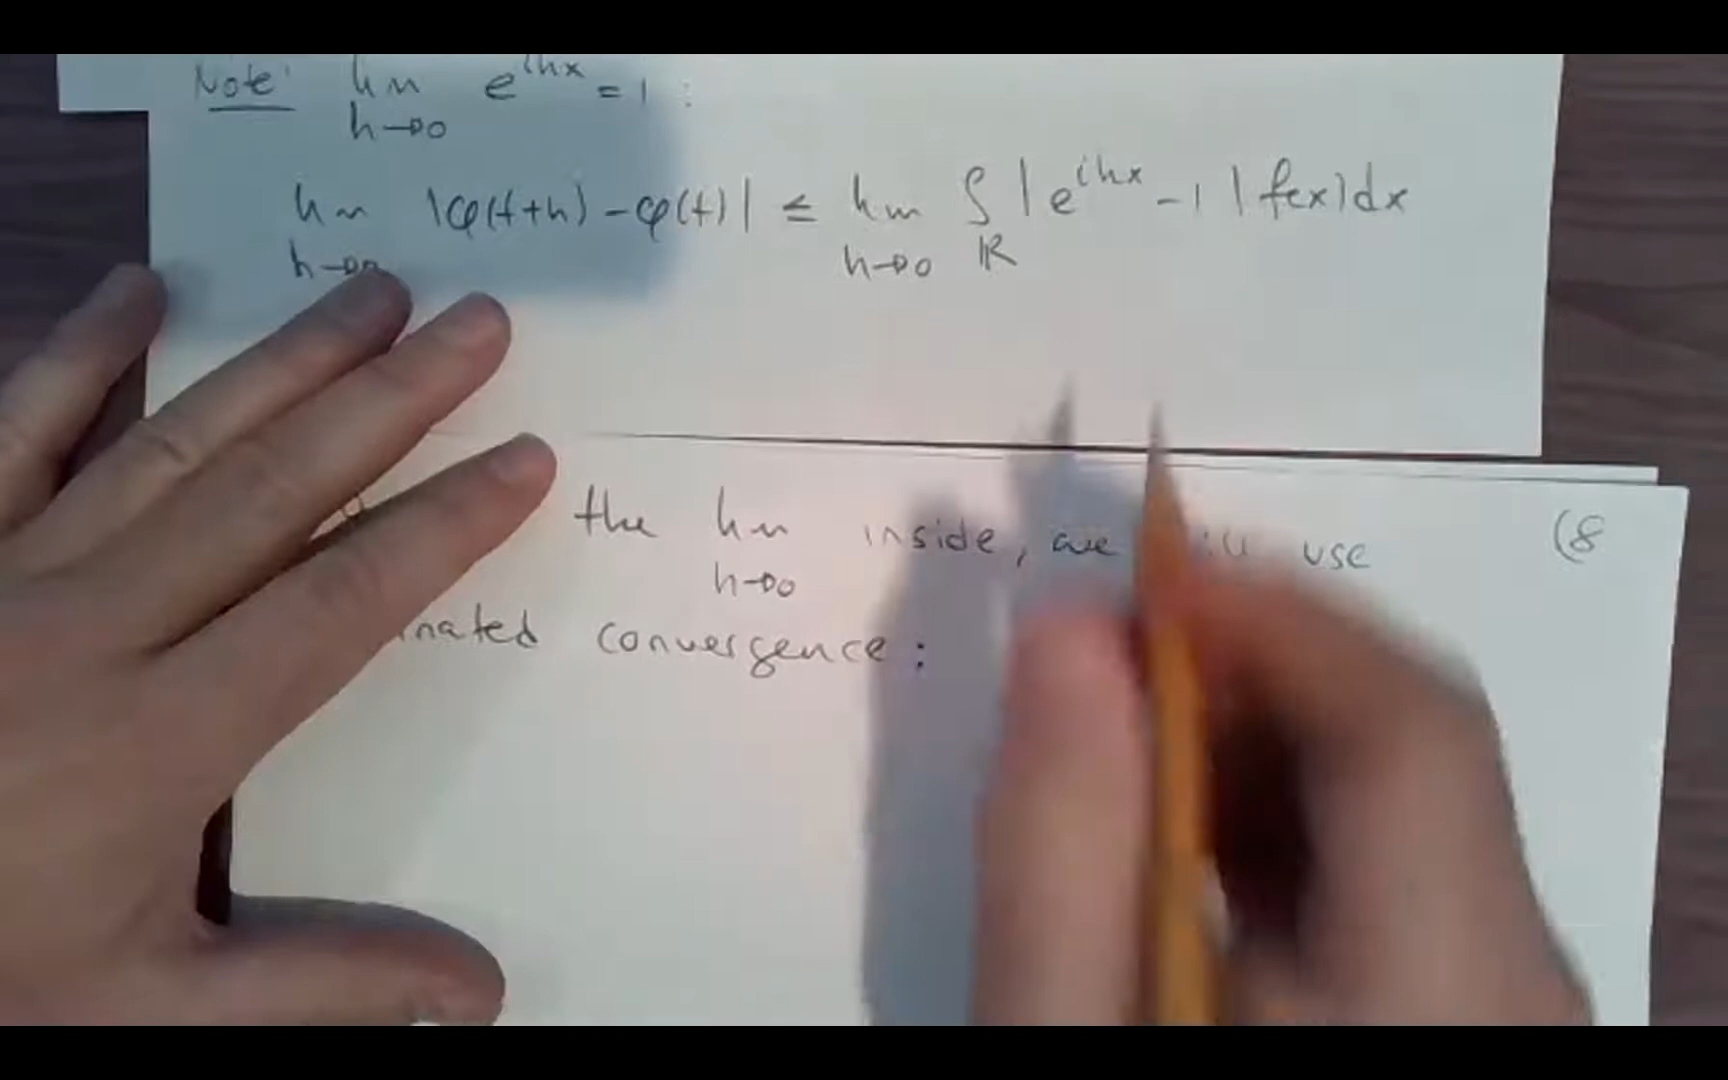 Note: lim e^{ihx} = 1 :
h→0
lim |φ(t+h) - φ(t)| ≤ lim ∫ |e^{ihx} - 1| f(x) dx
h→0 h→0 ℝ
the lim inside, we use (8
h→0
convergence: